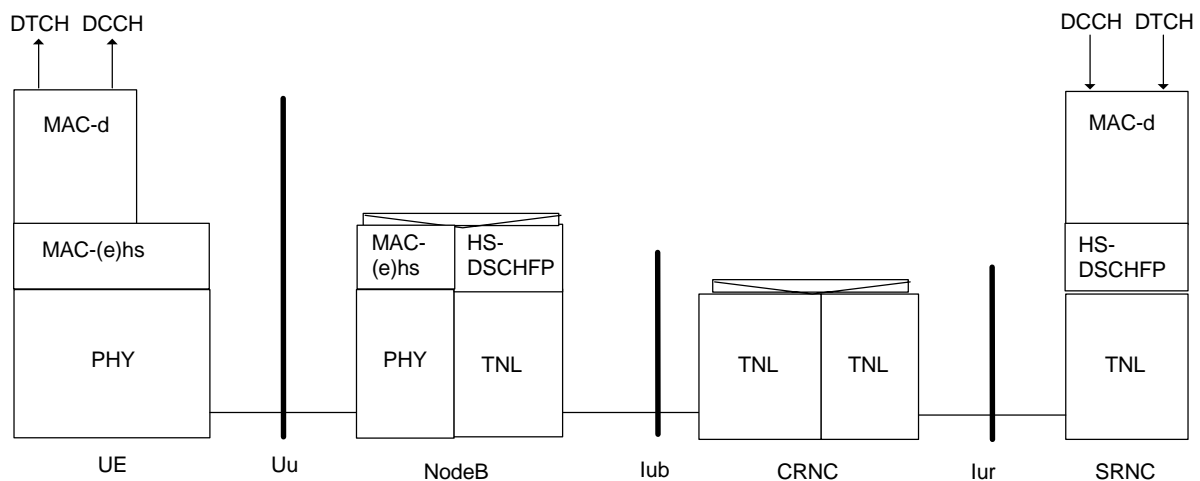 DTCH DCCH
DCCH DTCH
MAC-d
MAC-d
MAC-(e)hs
MAC-
(e)hs
HS-
DSCHFP
HS-
DSCHFP
PHY
PHY
TNL
TNL
TNL
TNL
UE
Uu
NodeB
Iub
CRNC
Iur
SRNC